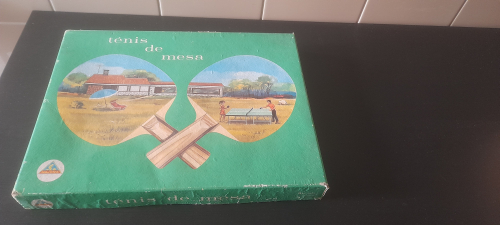 ténis
de
mesa
ténis de mesa